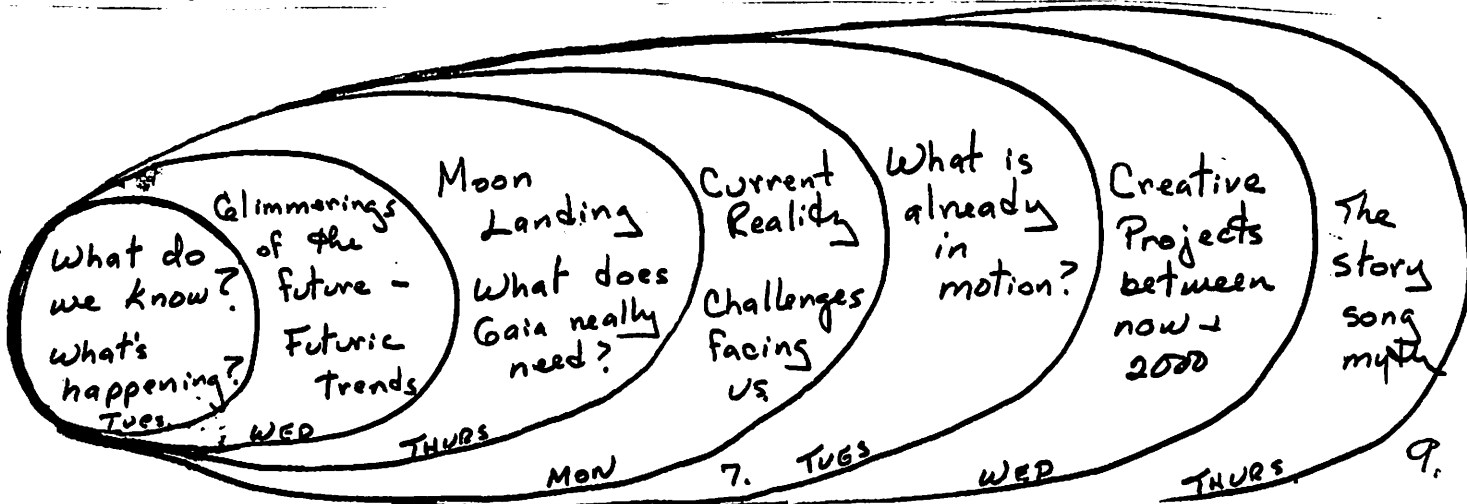 What do
we know?
What's
happening?
Tues.
Glimmerings
of the
future -
Futuric
Trends
WED
Moon
Landing
What does
Gaia really
need?
THURS
Current
Reality
Challenges
facing
us
MON
7.
What is
already
in
motion?
TUES
Creative
Projects
between
now +
2000
WED
The
story
song
myth
THURS
9.